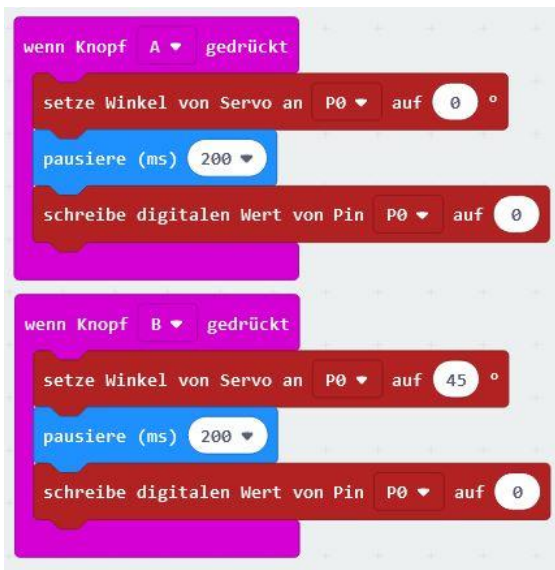 wenn Knopf A gedrückt
setze Winkel von Servo an P0 auf 0 °
pausiere (ms) 200
schreibe digitalen Wert von Pin P0 auf 0
wenn Knopf B gedrückt
setze Winkel von Servo an P0 auf 45 °
pausiere (ms) 200
schreibe digitalen Wert von Pin P0 auf 0